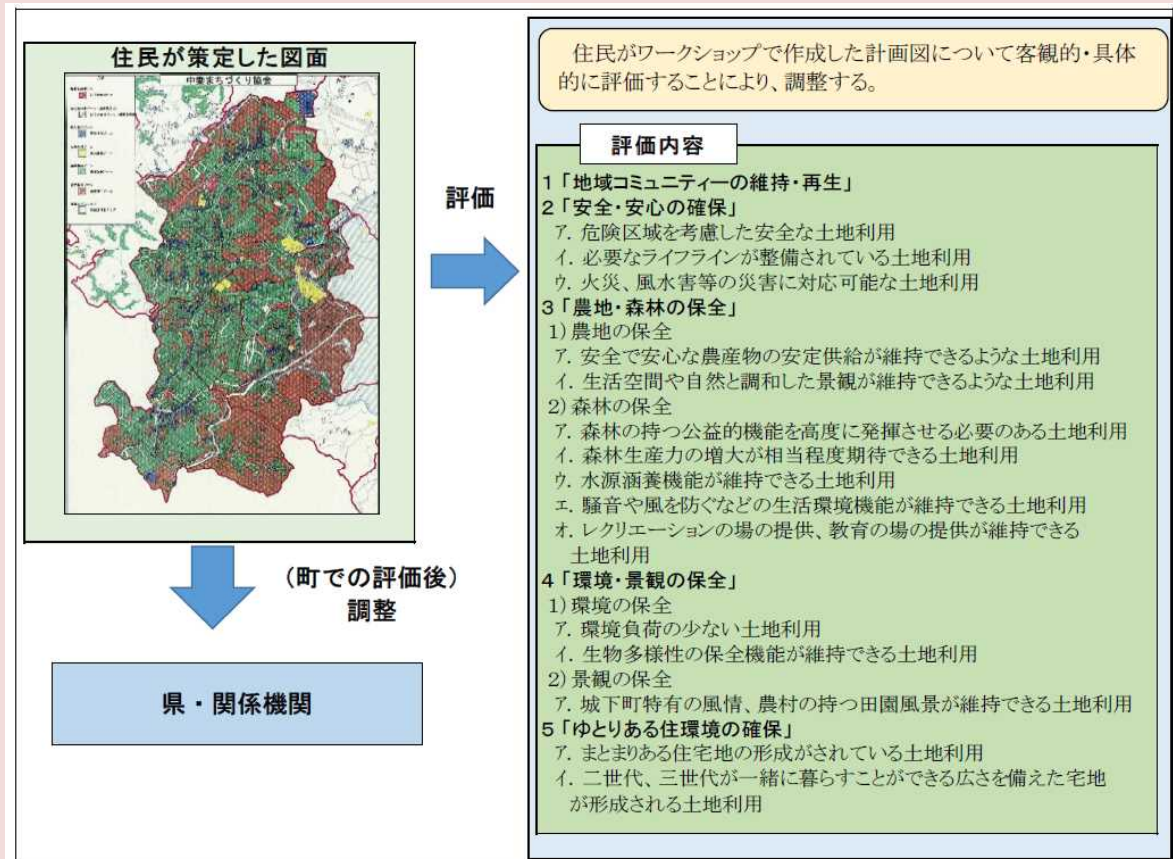 住民が策定した図面
中郷まちづくり協会
評価
(町での評価後)
調整
県・関係機関
住民がワークショップで作成した計画図について客観的・具体
的に評価することにより、調整する。
評価内容
1「地域コミュニティーの維持・再生」
2「安全・安心の確保」
ア．危険区域を考慮した安全な土地利用
イ．必要なライフラインが整備されている土地利用
ウ．火災、風水害等の災害に対応可能な土地利用
3「農地・森林の保全」
1)農地の保全
ア．安全で安心な農産物の安定供給が維持できるような土地利用
イ．生活空間や自然と調和した景観が維持できるような土地利用
2)森林の保全
ア．森林の持つ公益的機能を高度に発揮させる必要のある土地利用
イ．森林生産力の増大が相当程度期待できる土地利用
ウ．水源涵養機能が維持できる土地利用
エ．騒音や風を防ぐなどの生活環境機能が維持できる土地利用
オ．レクリエーションの場の提供、教育の場の提供が維持できる
土地利用
4「環境・景観の保全」
1)環境の保全
ア．環境負荷の少ない土地利用
イ．生物多様性の保全機能が維持できる土地利用
2)景観の保全
ア．城下町特有の風情、農村の持つ田園風景が維持できる土地利用
5「ゆとりある住環境の確保」
ア．まとまりある住宅地の形成がされている土地利用
イ．二世代、三世代が一緒に暮らすことができる広さを備えた宅地
が形成される土地利用